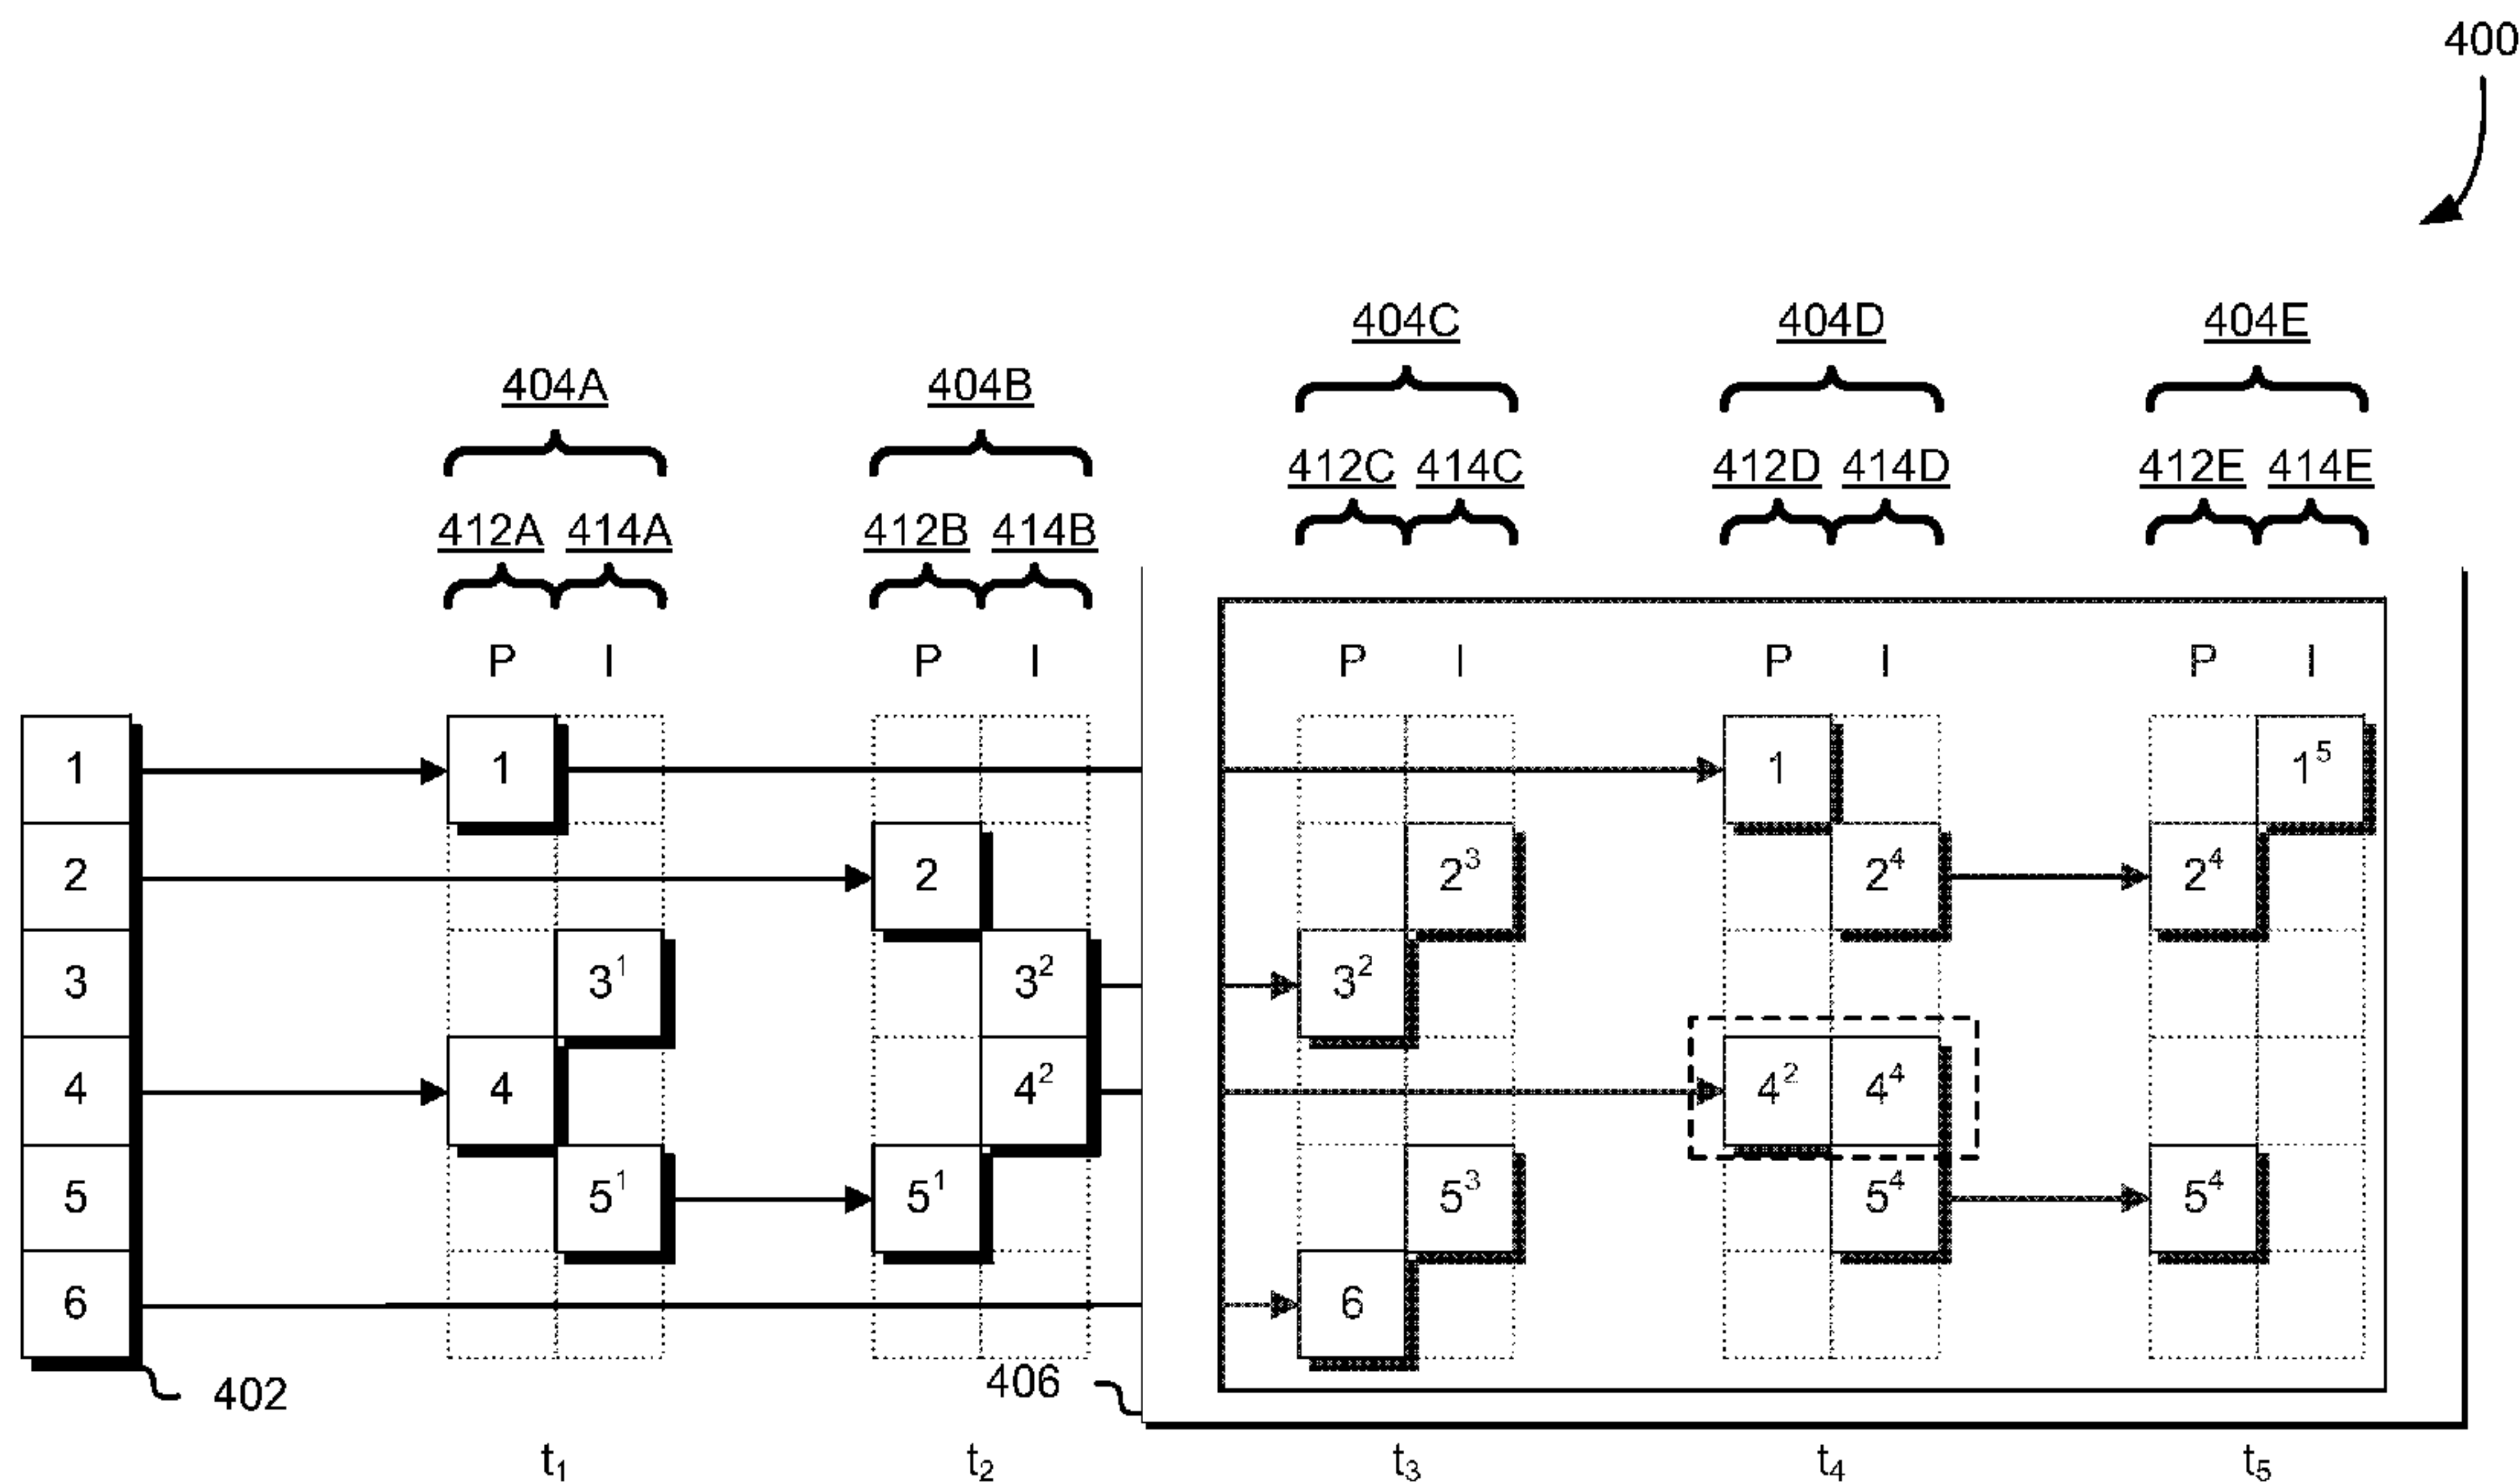 400
404C 404D 404E
404A 404B
412C 414C 412D 414D 412E 414E
412A 414A 412B 414B
P I P I P I P I P I
1 1 1 1⁵
2 2 2³ 2⁴ 2⁴
3 3¹ 3² 3²
4 4 4² 4² 4⁴
5 5¹ 5¹ 5³ 5⁴ 5⁴
6 6
402 406
t₁ t₂ t₃ t₄ t₅